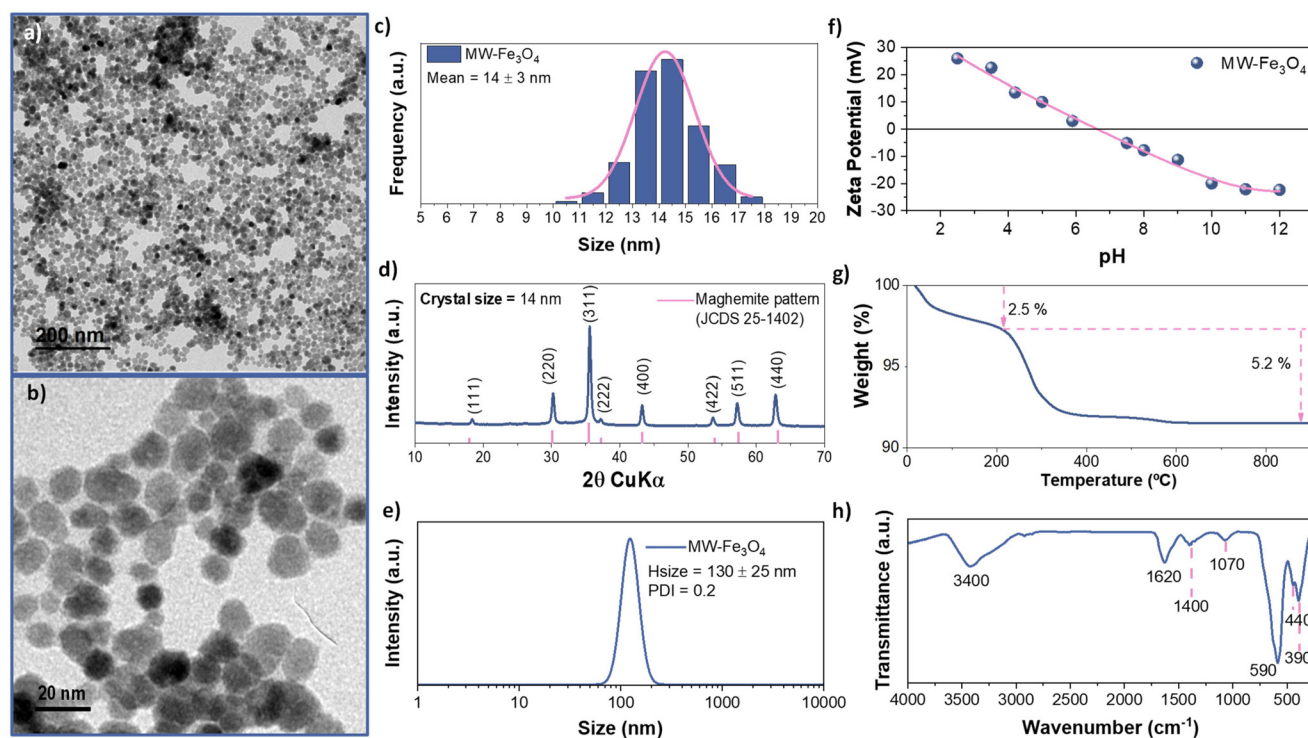 a)
200 nm
b)
20 nm
c)
MW-Fe₃O₄
Mean = 14 ± 3 nm
Frequency (a.u.)
5 6 7 8 9 10 11 12 13 14 15 16 17 18 19 20
Size (nm)
d)
Crystal size = 14 nm
Maghemite pattern
(JCDS 25-1402)
(111)
(220)
(311)
(222)
(400)
(422)
(511)
(440)
Intensity (a.u.)
10 20 30 40 50 60 70
2θ CuKα
e)
MW-Fe₃O₄
Hsize = 130 ± 25 nm
PDI = 0.2
Intensity (a.u.)
1 10 100 1000 10000
Size (nm)
f)
MW-Fe₃O₄
Zeta Potential (mV)
30
20
10
0
-10
-20
-30
2 4 6 8 10 12
pH
g)
2.5 %
5.2 %
Weight (%)
100
95
90
0 200 400 600 800
Temperature (ºC)
h)
3400
1620
1400
1070
590
440
390
Transmittance (a.u.)
4000 3500 3000 2500 2000 1500 1000 500
Wavenumber (cm⁻¹)